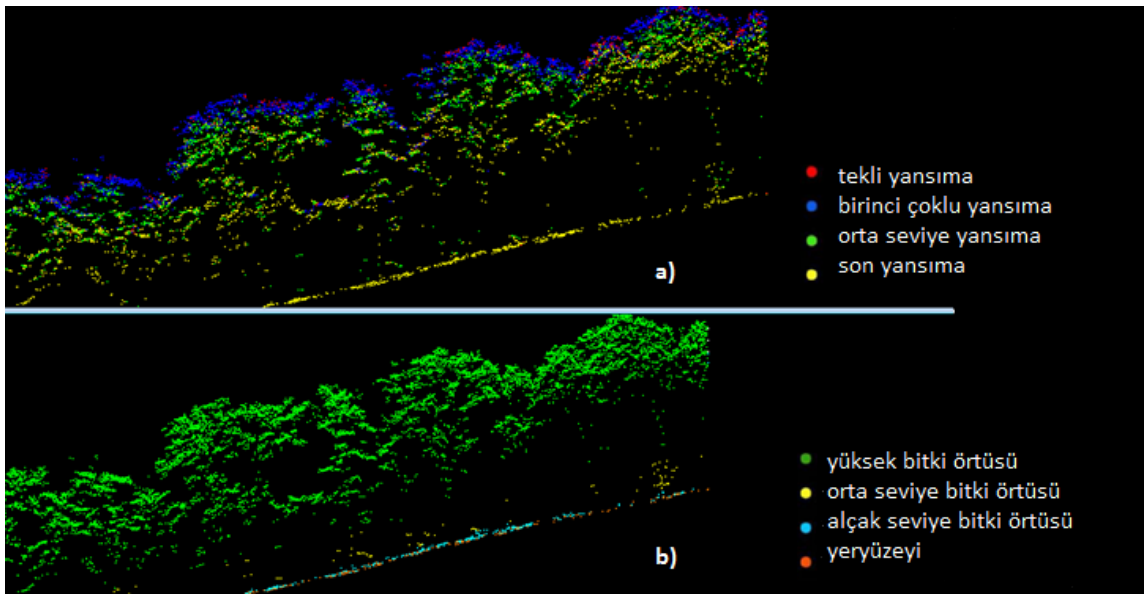 tekli yansıma
birinci çoklu yansıma
orta seviye yansıma
son yansıma
a)
yüksek bitki örtüsü
orta seviye bitki örtüsü
alçak seviye bitki örtüsü
yeryüzeyi
b)